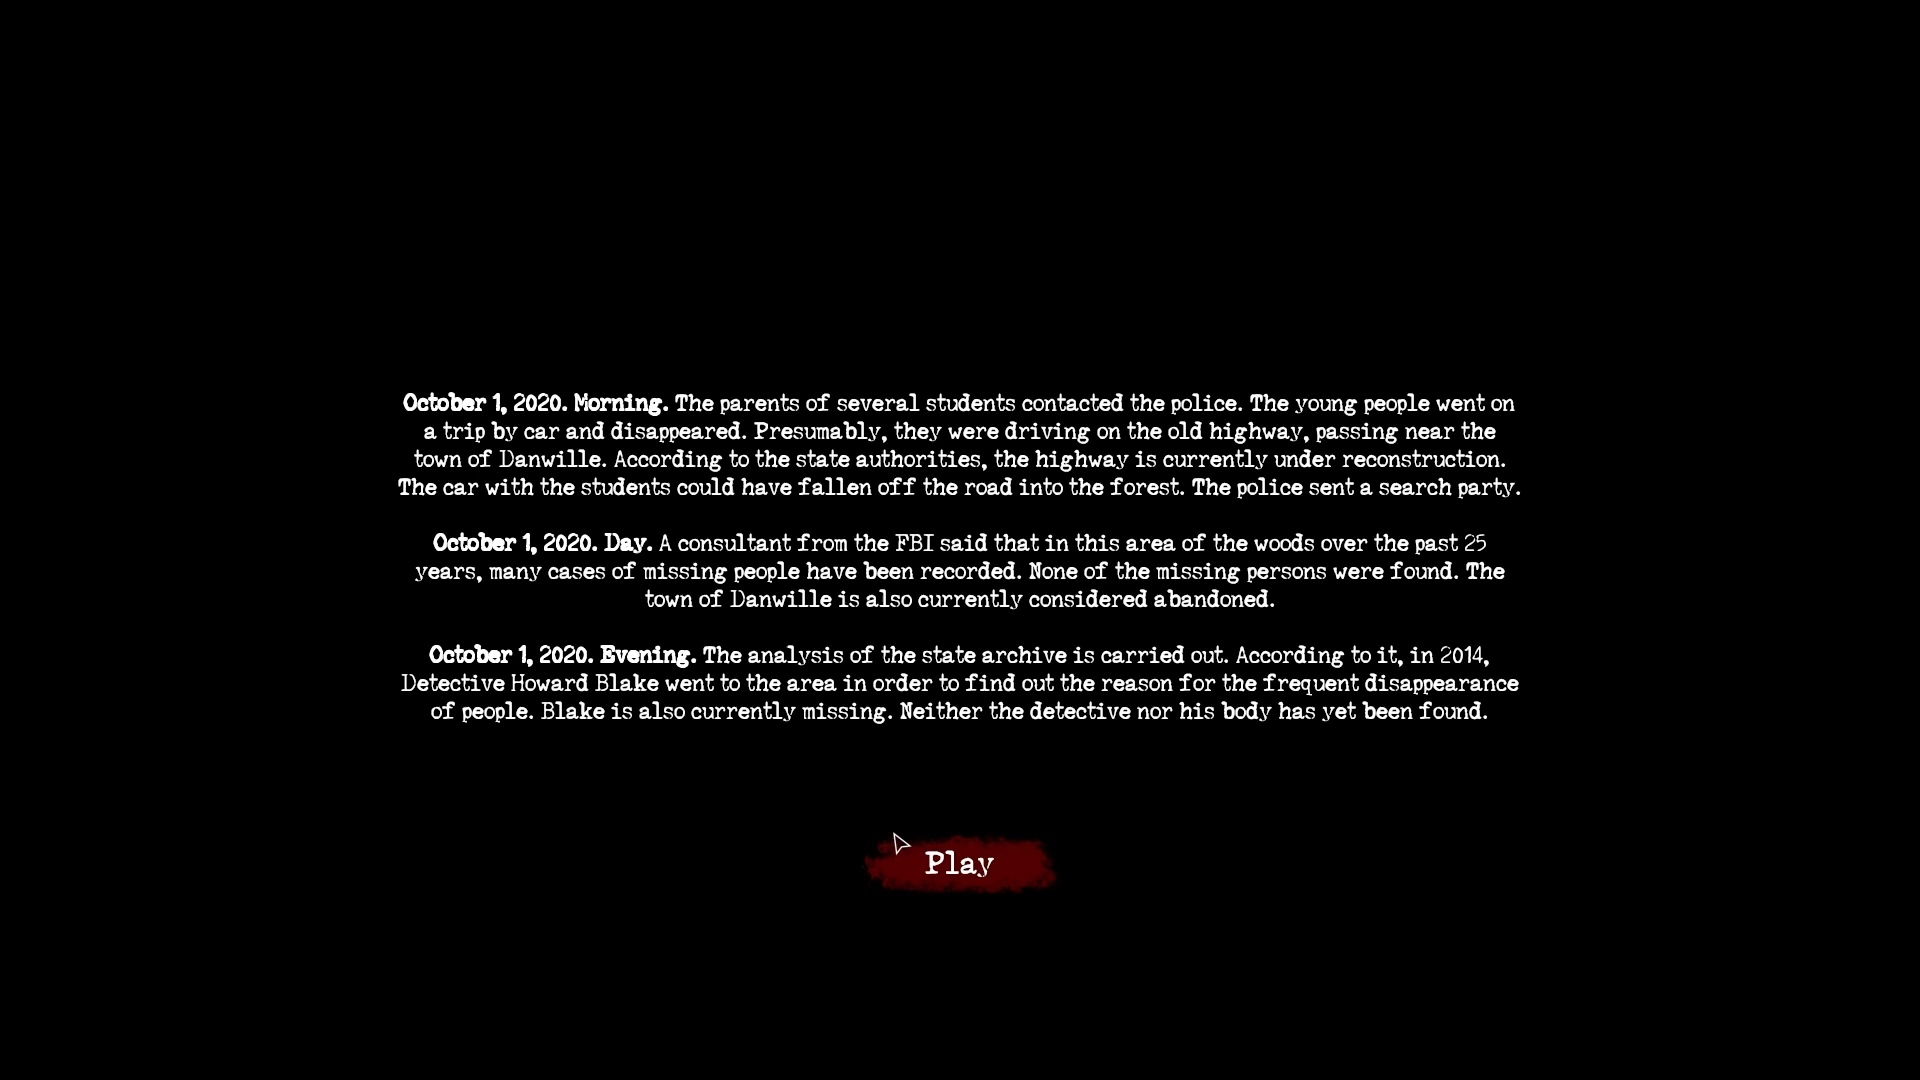 October 1, 2020. Morning. The parents of several students contacted the police. The young people went on
a trip by car and disappeared. Presumably, they were driving on the old highway, passing near the
town of Danwille. According to the state authorities, the highway is currently under reconstruction.
The car with the students could have fallen off the road into the forest. The police sent a search party.
October 1, 2020. Day. A consultant from the FBI said that in this area of the woods over the past 25
years, many cases of missing people have been recorded. None of the missing persons were found. The
town of Danwille is also currently considered abandoned.
October 1, 2020. Evening. The analysis of the state archive is carried out. According to it, in 2014,
Detective Howard Blake went to the area in order to find out the reason for the frequent disappearance
of people. Blake is also currently missing. Neither the detective nor his body has yet been found.
Play